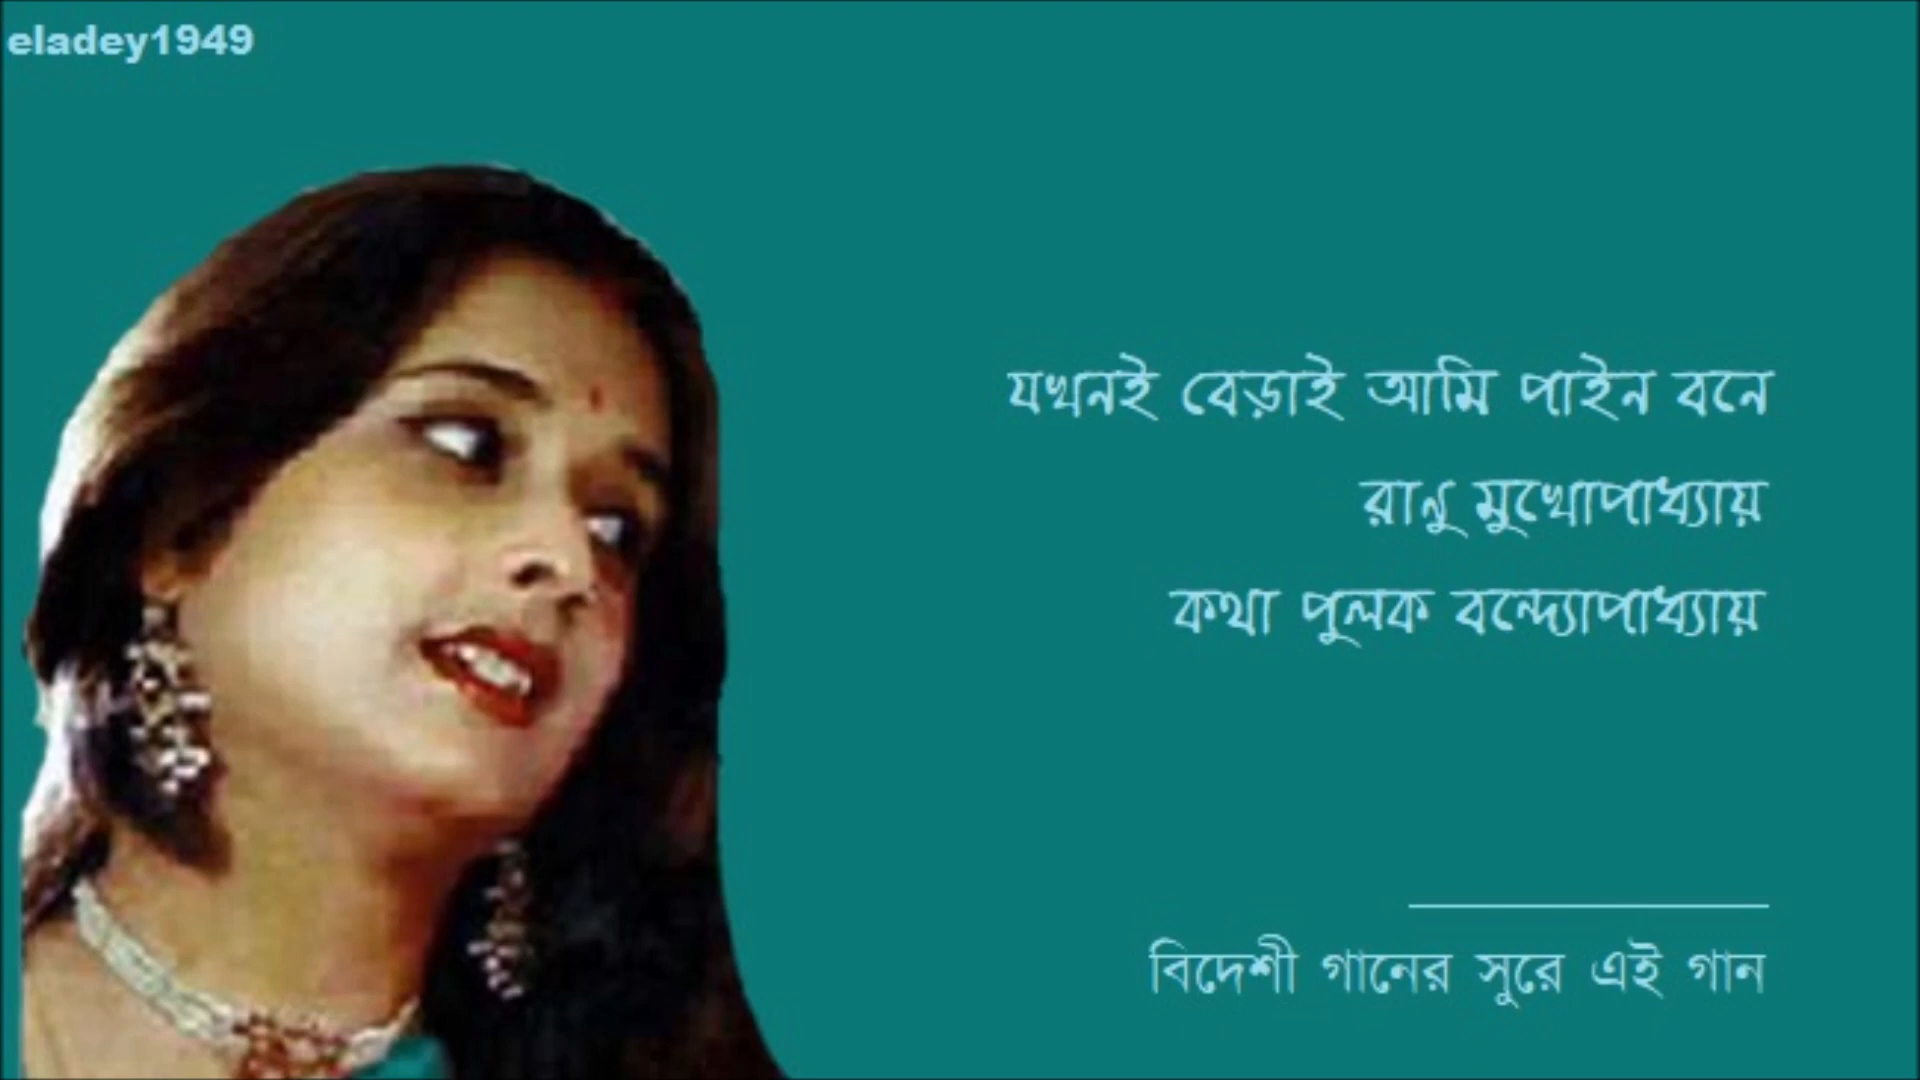 eladey1949
যখনই বেড়াই আমি পাইন বনে
রানু মুখোপাধ্যায়
কথা পুলক বন্দ্যোপাধ্যায়
বিদেশী গানের সুরে এই গান